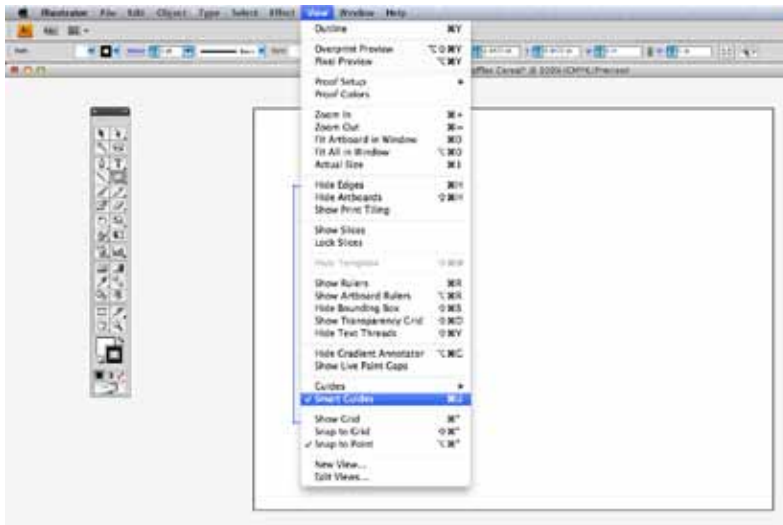 Illustrator File Edit Object Type Select Effect View Window Help
Outline ⌘Y
Overprint Preview ⌥⇧⌘Y
Pixel Preview ⌥⌘Y
Proof Setup
Proof Colors
Zoom In ⌘+
Zoom Out ⌘−
Fit Artboard in Window ⌘0
Fit All in Window ⌥⌘0
Actual Size ⌘1
Hide Edges ⌘H
Hide Artboards ⇧⌘H
Show Print Tiling
Show Slices
Lock Slices
Hide Template ⇧⌘W
Show Rulers ⌘R
Show Artboard Rulers ⌥⌘R
Hide Bounding Box ⇧⌘B
Show Transparency Grid ⇧⌘D
Hide Text Threads ⇧⌘Y
Hide Gradient Annotator ⌥⌘G
Show Live Paint Gaps
Guides
✓ Smart Guides ⌘U
Show Grid ⌘"
Snap to Grid ⇧⌘"
✓ Snap to Point ⌥⌘"
New View...
Edit Views...